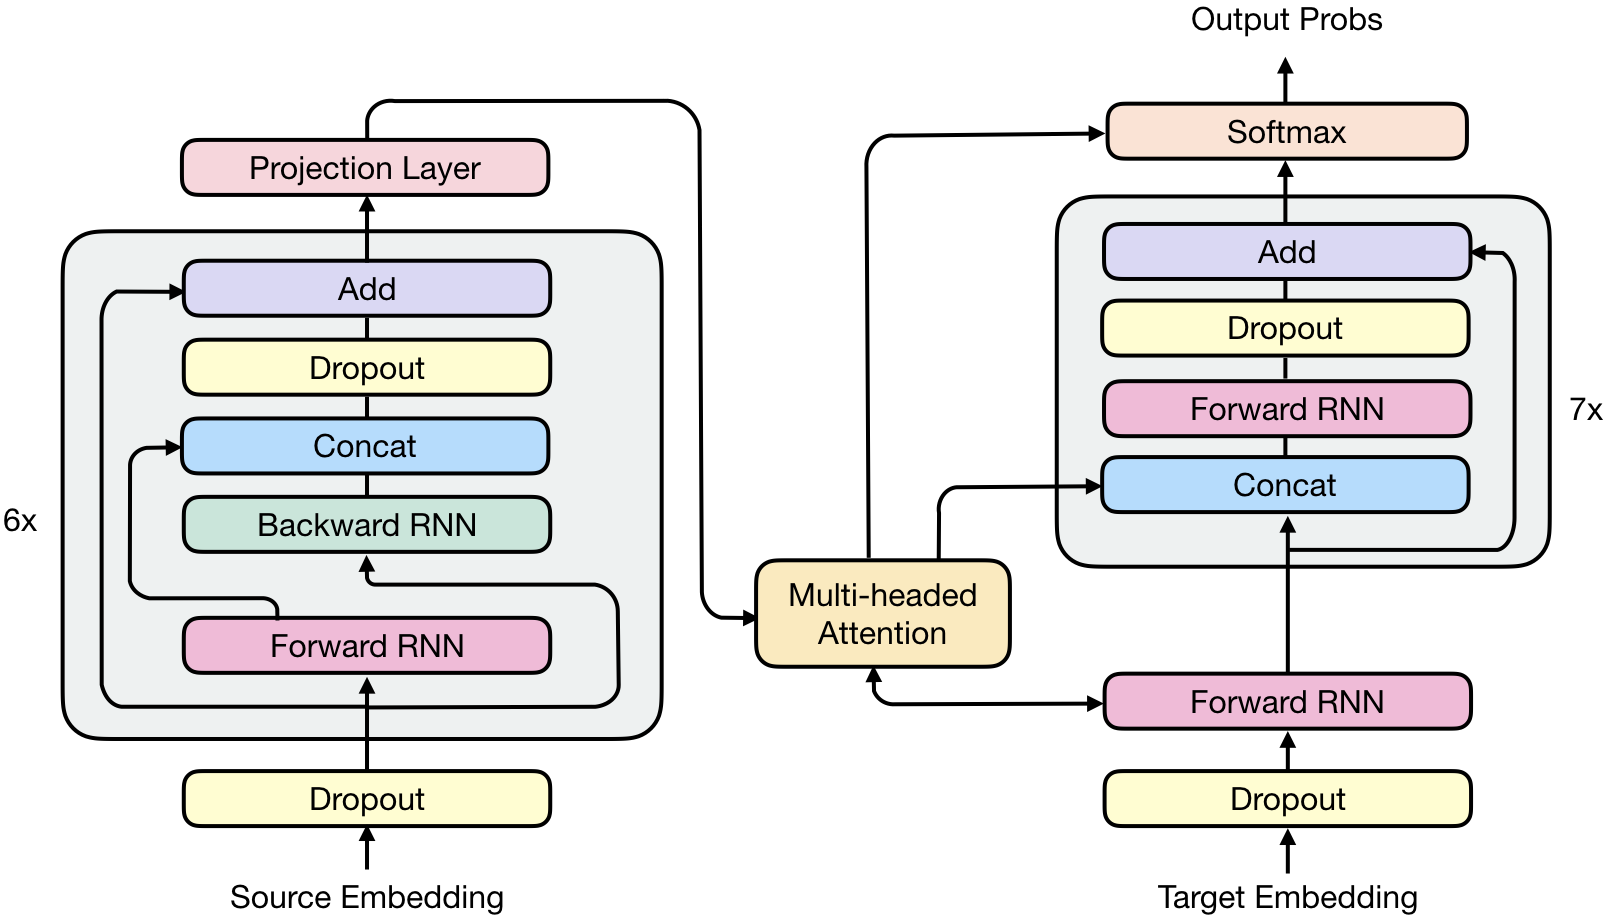 Projection Layer
Add
Dropout
Concat
Backward RNN
6x
Forward RNN
Dropout
Source Embedding
Multi-headed
Attention
Output Probs
Softmax
Add
Dropout
Forward RNN
7x
Concat
Forward RNN
Dropout
Target Embedding